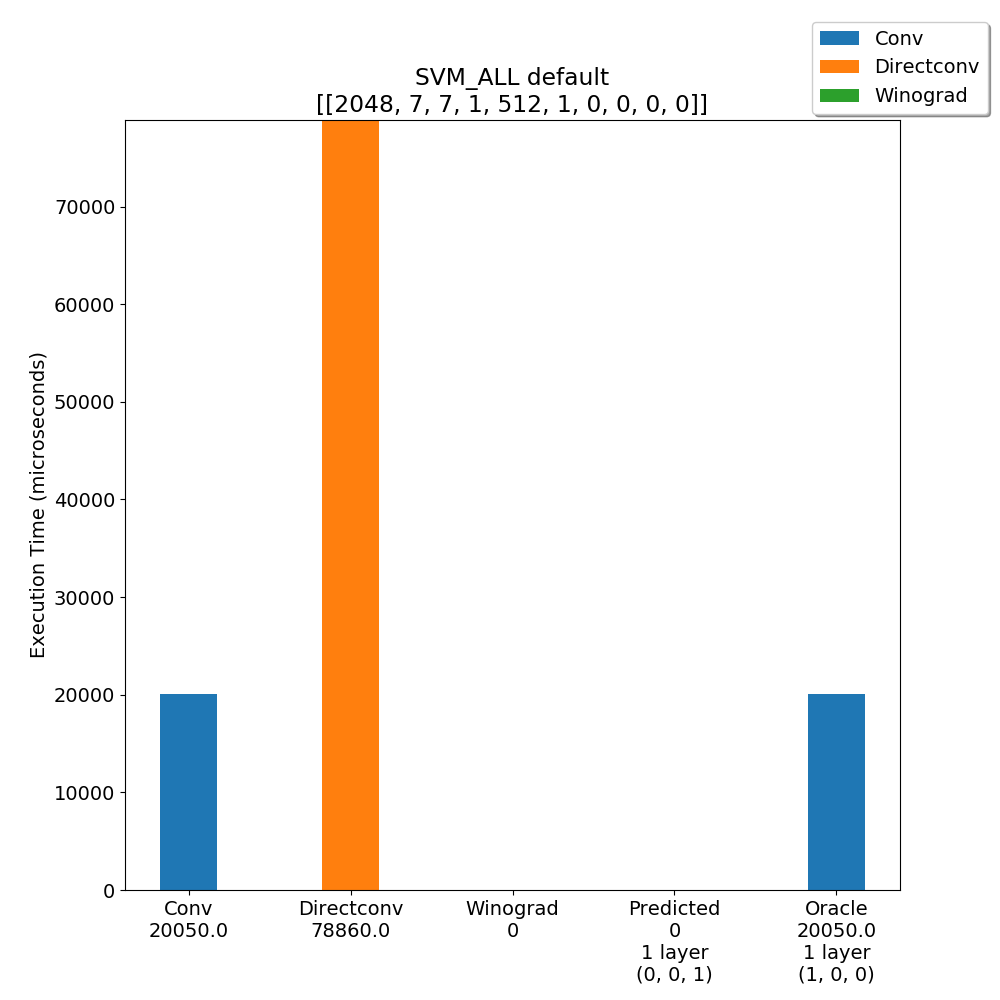 Conv
Directconv
Winograd
SVM_ALL default
[[2048, 7, 7, 1, 512, 1, 0, 0, 0, 0]]
Execution Time (microseconds)
70000
60000
50000
40000
30000
20000
10000
0
Conv
20050.0
Directconv
78860.0
Winograd
0
Predicted
0
1 layer
(0, 0, 1)
Oracle
20050.0
1 layer
(1, 0, 0)